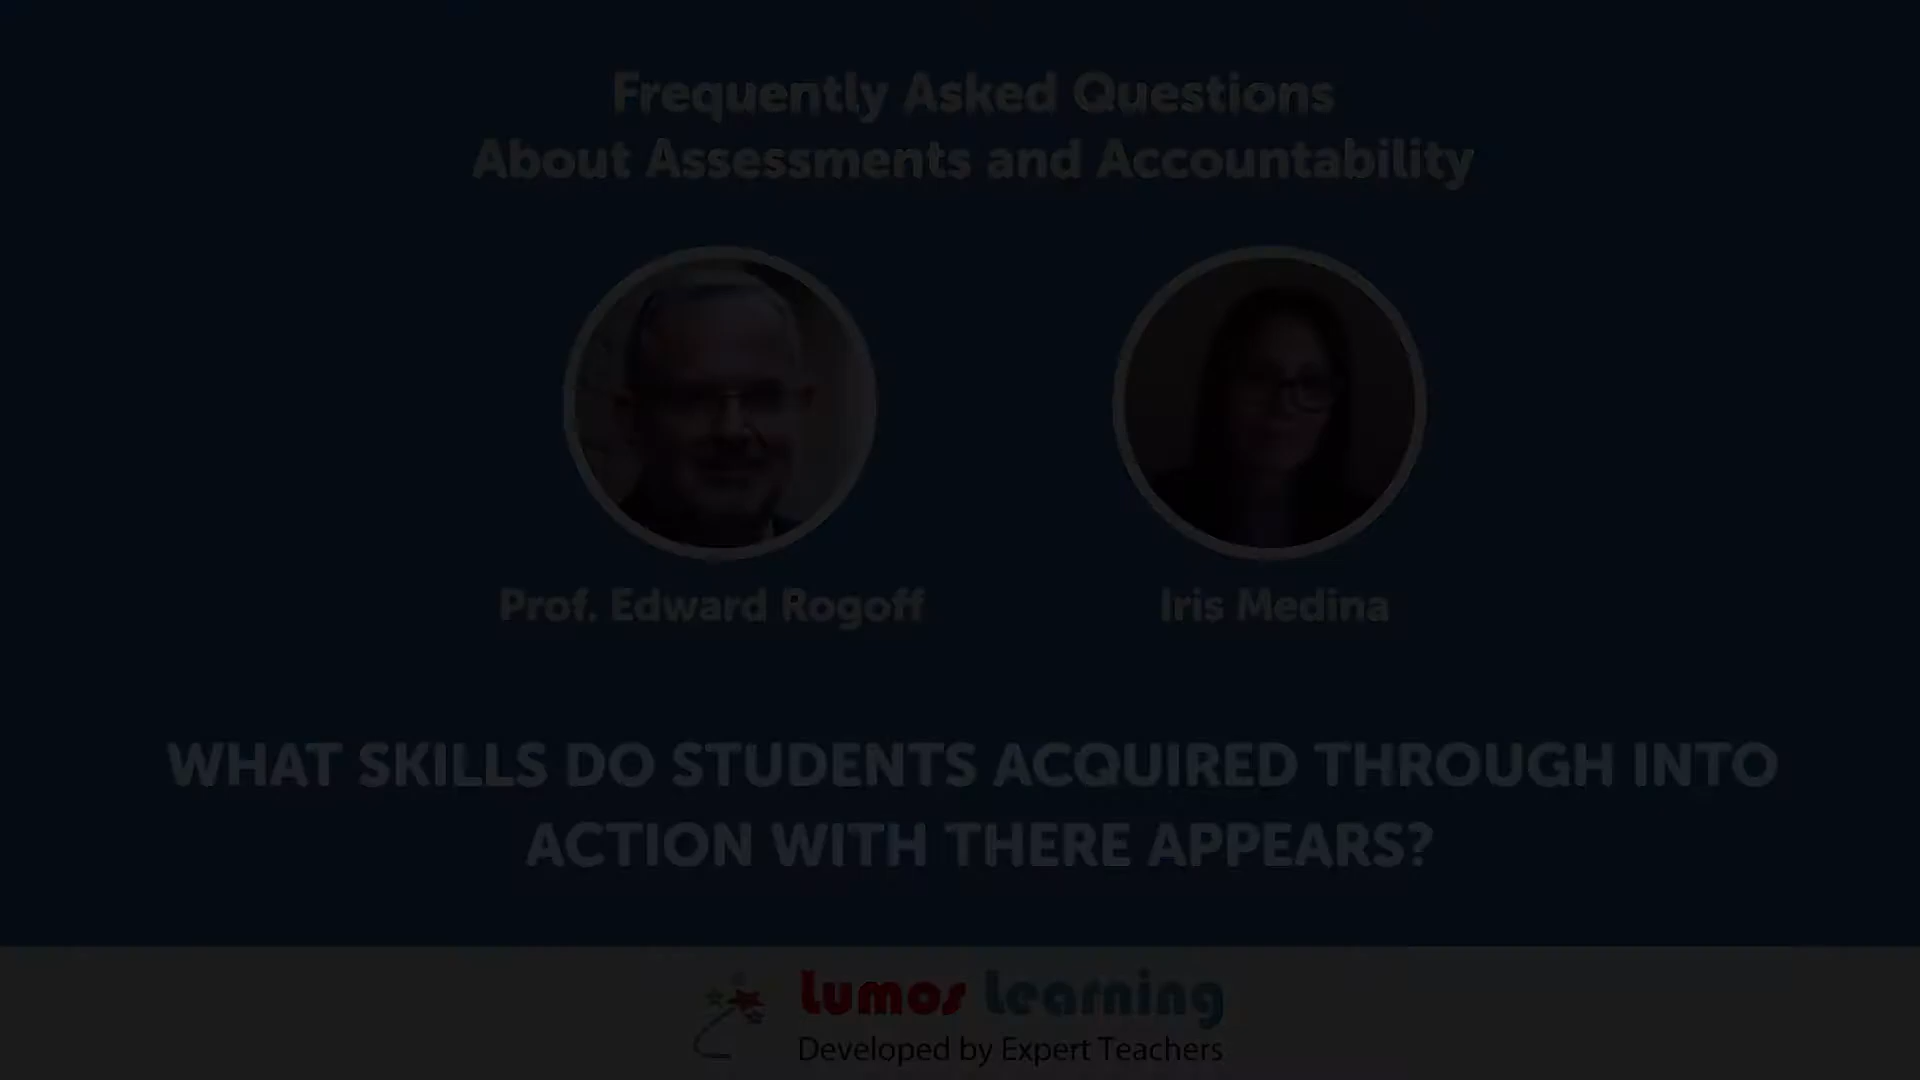 Frequently Asked Questions
About Assessments and Accountability
Prof. Edward Rogoff
Iris Medina
WHAT SKILLS DO STUDENTS ACQUIRED THROUGH INTO
ACTION WITH THERE APPEARS?
Lumos Learning
Developed by Expert Teachers